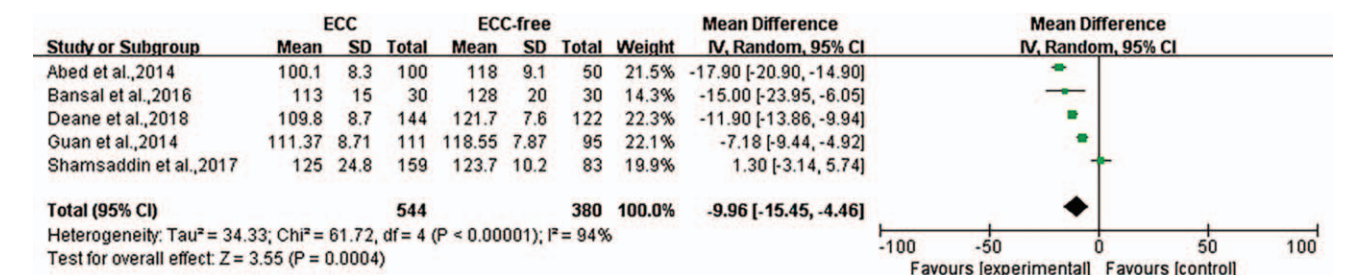 ECC ECC-free Mean Difference Mean Difference
Study or Subgroup Mean SD Total Mean SD Total Weight IV, Random, 95% CI IV, Random, 95% CI
Abed et al.,2014 100.1 8.3 100 118 9.1 50 21.5% -17.90 [-20.90, -14.90]
Bansal et al.,2016 113 15 30 128 20 30 14.3% -15.00 [-23.95, -6.05]
Deane et al.,2018 109.8 8.7 144 121.7 7.6 122 22.3% -11.90 [-13.86, -9.94]
Guan et al.,2014 111.37 8.71 111 118.55 7.87 95 22.1% -7.18 [-9.44, -4.92]
Shamsaddin et al.,2017 125 24.8 159 123.7 10.2 83 19.9% 1.30 [-3.14, 5.74]
Total (95% CI) 544 380 100.0% -9.96 [-15.45, -4.46]
Heterogeneity: Tau² = 34.33; Chi² = 61.72, df = 4 (P < 0.00001); I² = 94%
Test for overall effect: Z = 3.55 (P = 0.0004)
-100 -50 0 50 100
Favours [experimental] Favours [control]